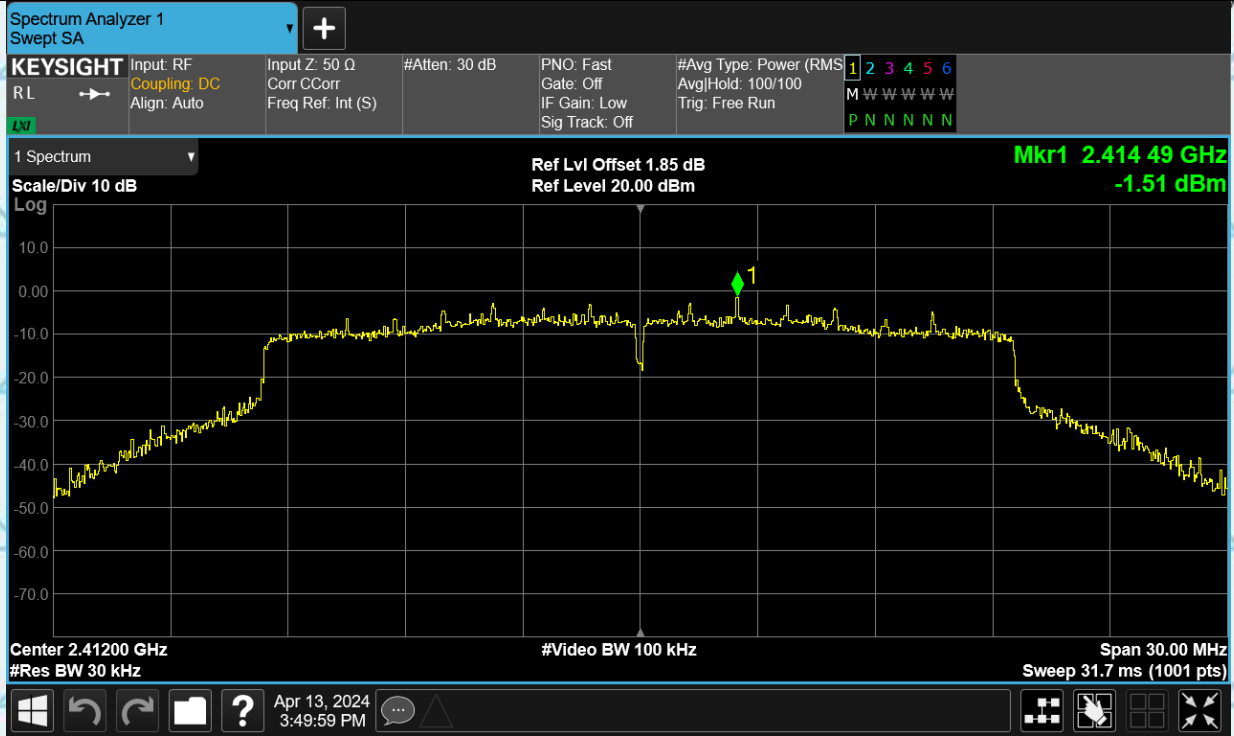 Spectrum Analyzer 1
Swept SA
KEYSIGHT
R L
LXI
Input: RF
Coupling: DC
Align: Auto
Input Z: 50 Ω
Corr CCorr
Freq Ref: Int (S)
#Atten: 30 dB
PNO: Fast
Gate: Off
IF Gain: Low
Sig Track: Off
#Avg Type: Power (RMS
Avg|Hold: 100/100
Trig: Free Run
1 2 3 4 5 6
M W W W W W
P N N N N N
1 Spectrum
Scale/Div 10 dB
Ref Lvl Offset 1.85 dB
Ref Level 20.00 dBm
Mkr1 2.414 49 GHz
-1.51 dBm
Log
10.0
0.00
-10.0
-20.0
-30.0
-40.0
-50.0
-60.0
-70.0
1
Center 2.41200 GHz
#Res BW 30 kHz
#Video BW 100 kHz
Span 30.00 MHz
Sweep 31.7 ms (1001 pts)
?
Apr 13, 2024
3:49:59 PM